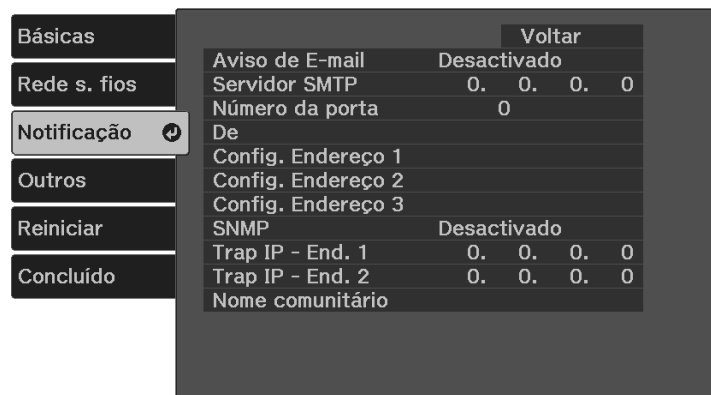 Básicas
Rede s. fios
Notificação
Outros
Reiniciar
Concluído
Voltar
Aviso de E-mail Desactivado
Servidor SMTP 0. 0. 0. 0
Número da porta 0
De
Config. Endereço 1
Config. Endereço 2
Config. Endereço 3
SNMP Desactivado
Trap IP - End. 1 0. 0. 0. 0
Trap IP - End. 2 0. 0. 0. 0
Nome comunitário